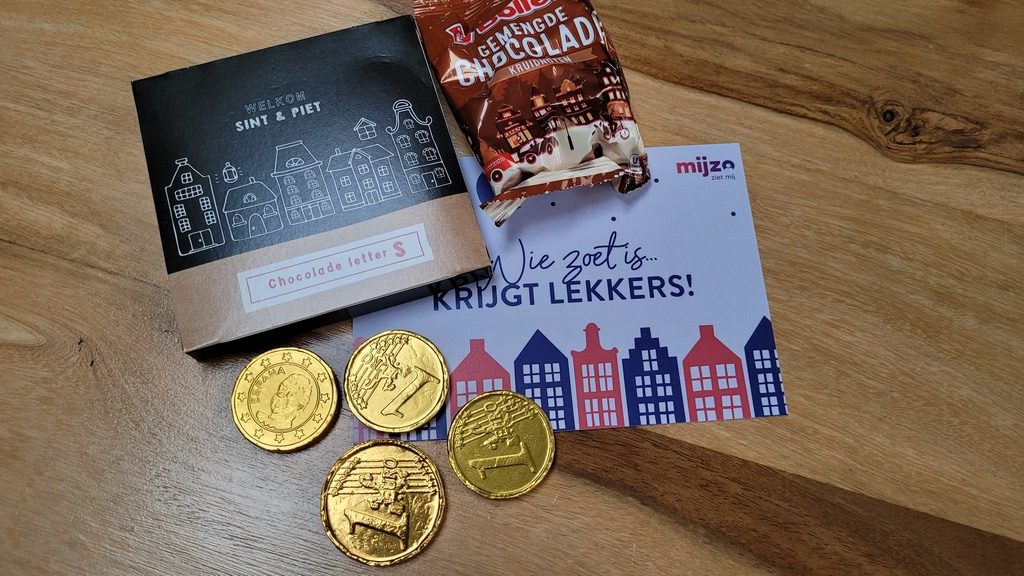 WELKOM
SINT & PIET
Chocolade letter S
GEMENGDE
CHOCOLADE
KRUIDNOTEN
mijzo
ziet mij
Wie zoet is...
KRIJGT LEKKERS!
ESPAÑA
1
EURO
1
1
EURO